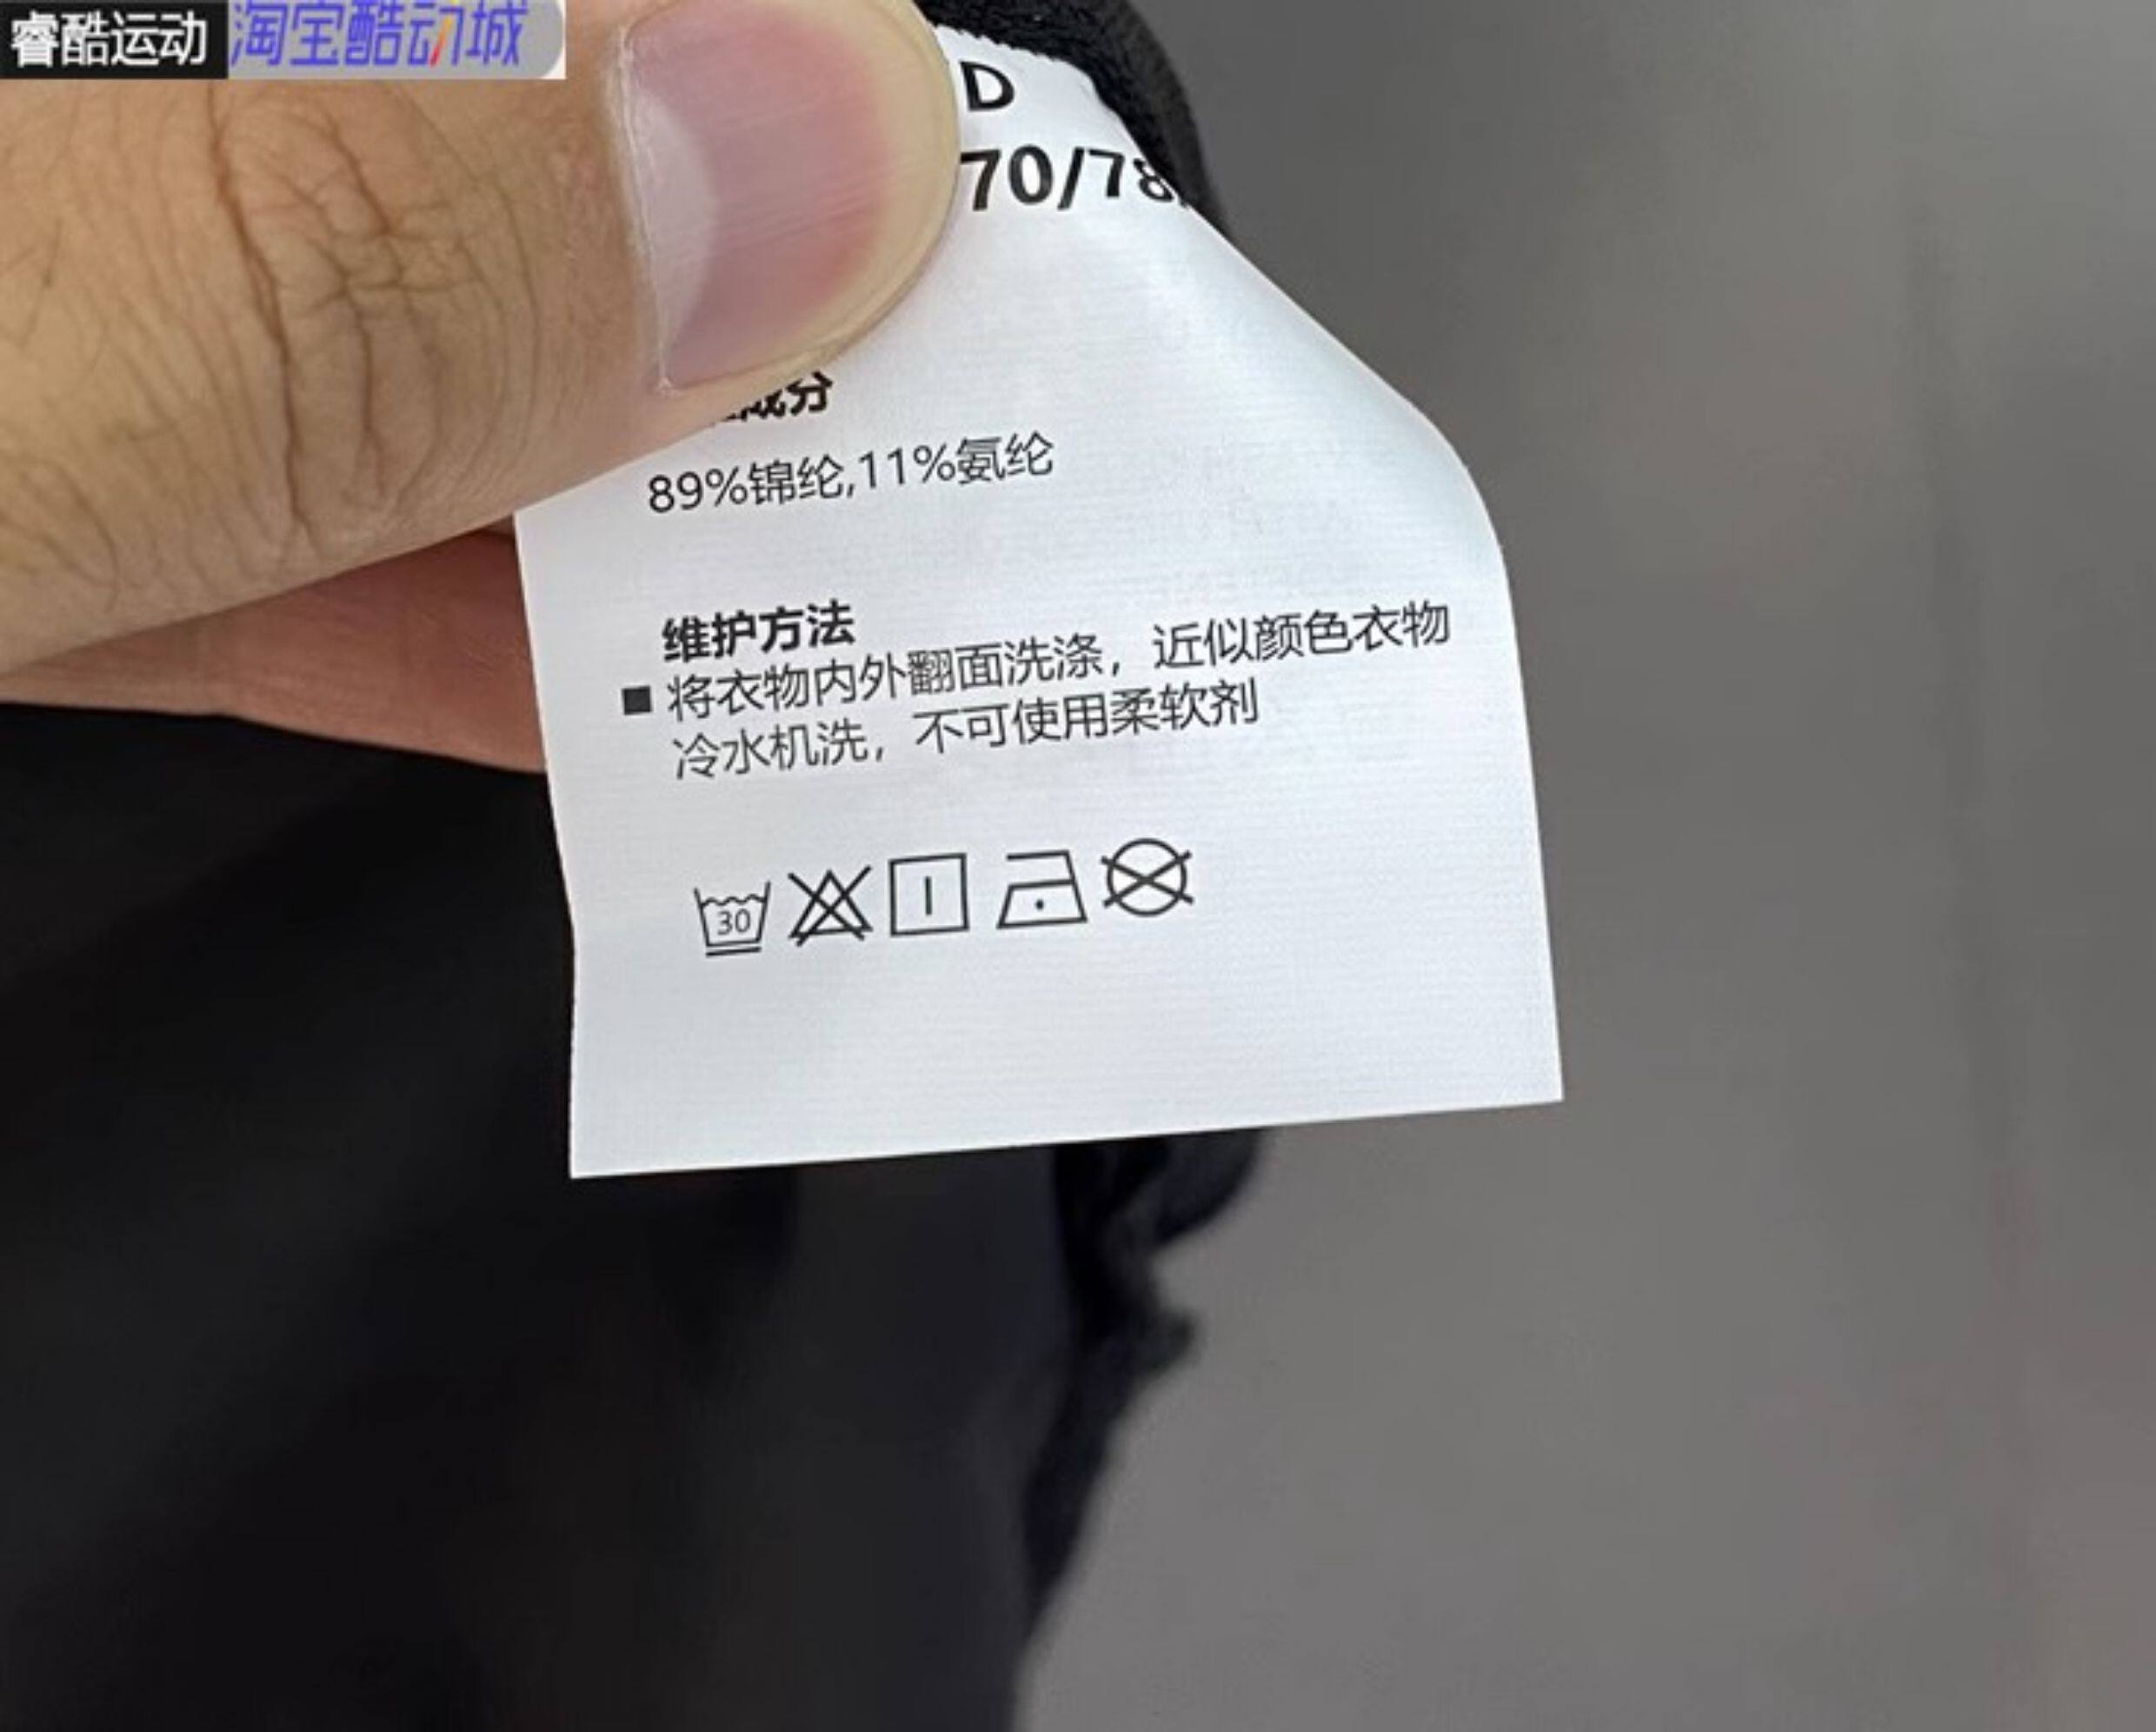 睿酷运动 淘宝酷动城
D
70/78
成分
89%锦纶,11%氨纶
维护方法
■ 将衣物内外翻面洗涤，近似颜色衣物
冷水机洗，不可使用柔软剂
30